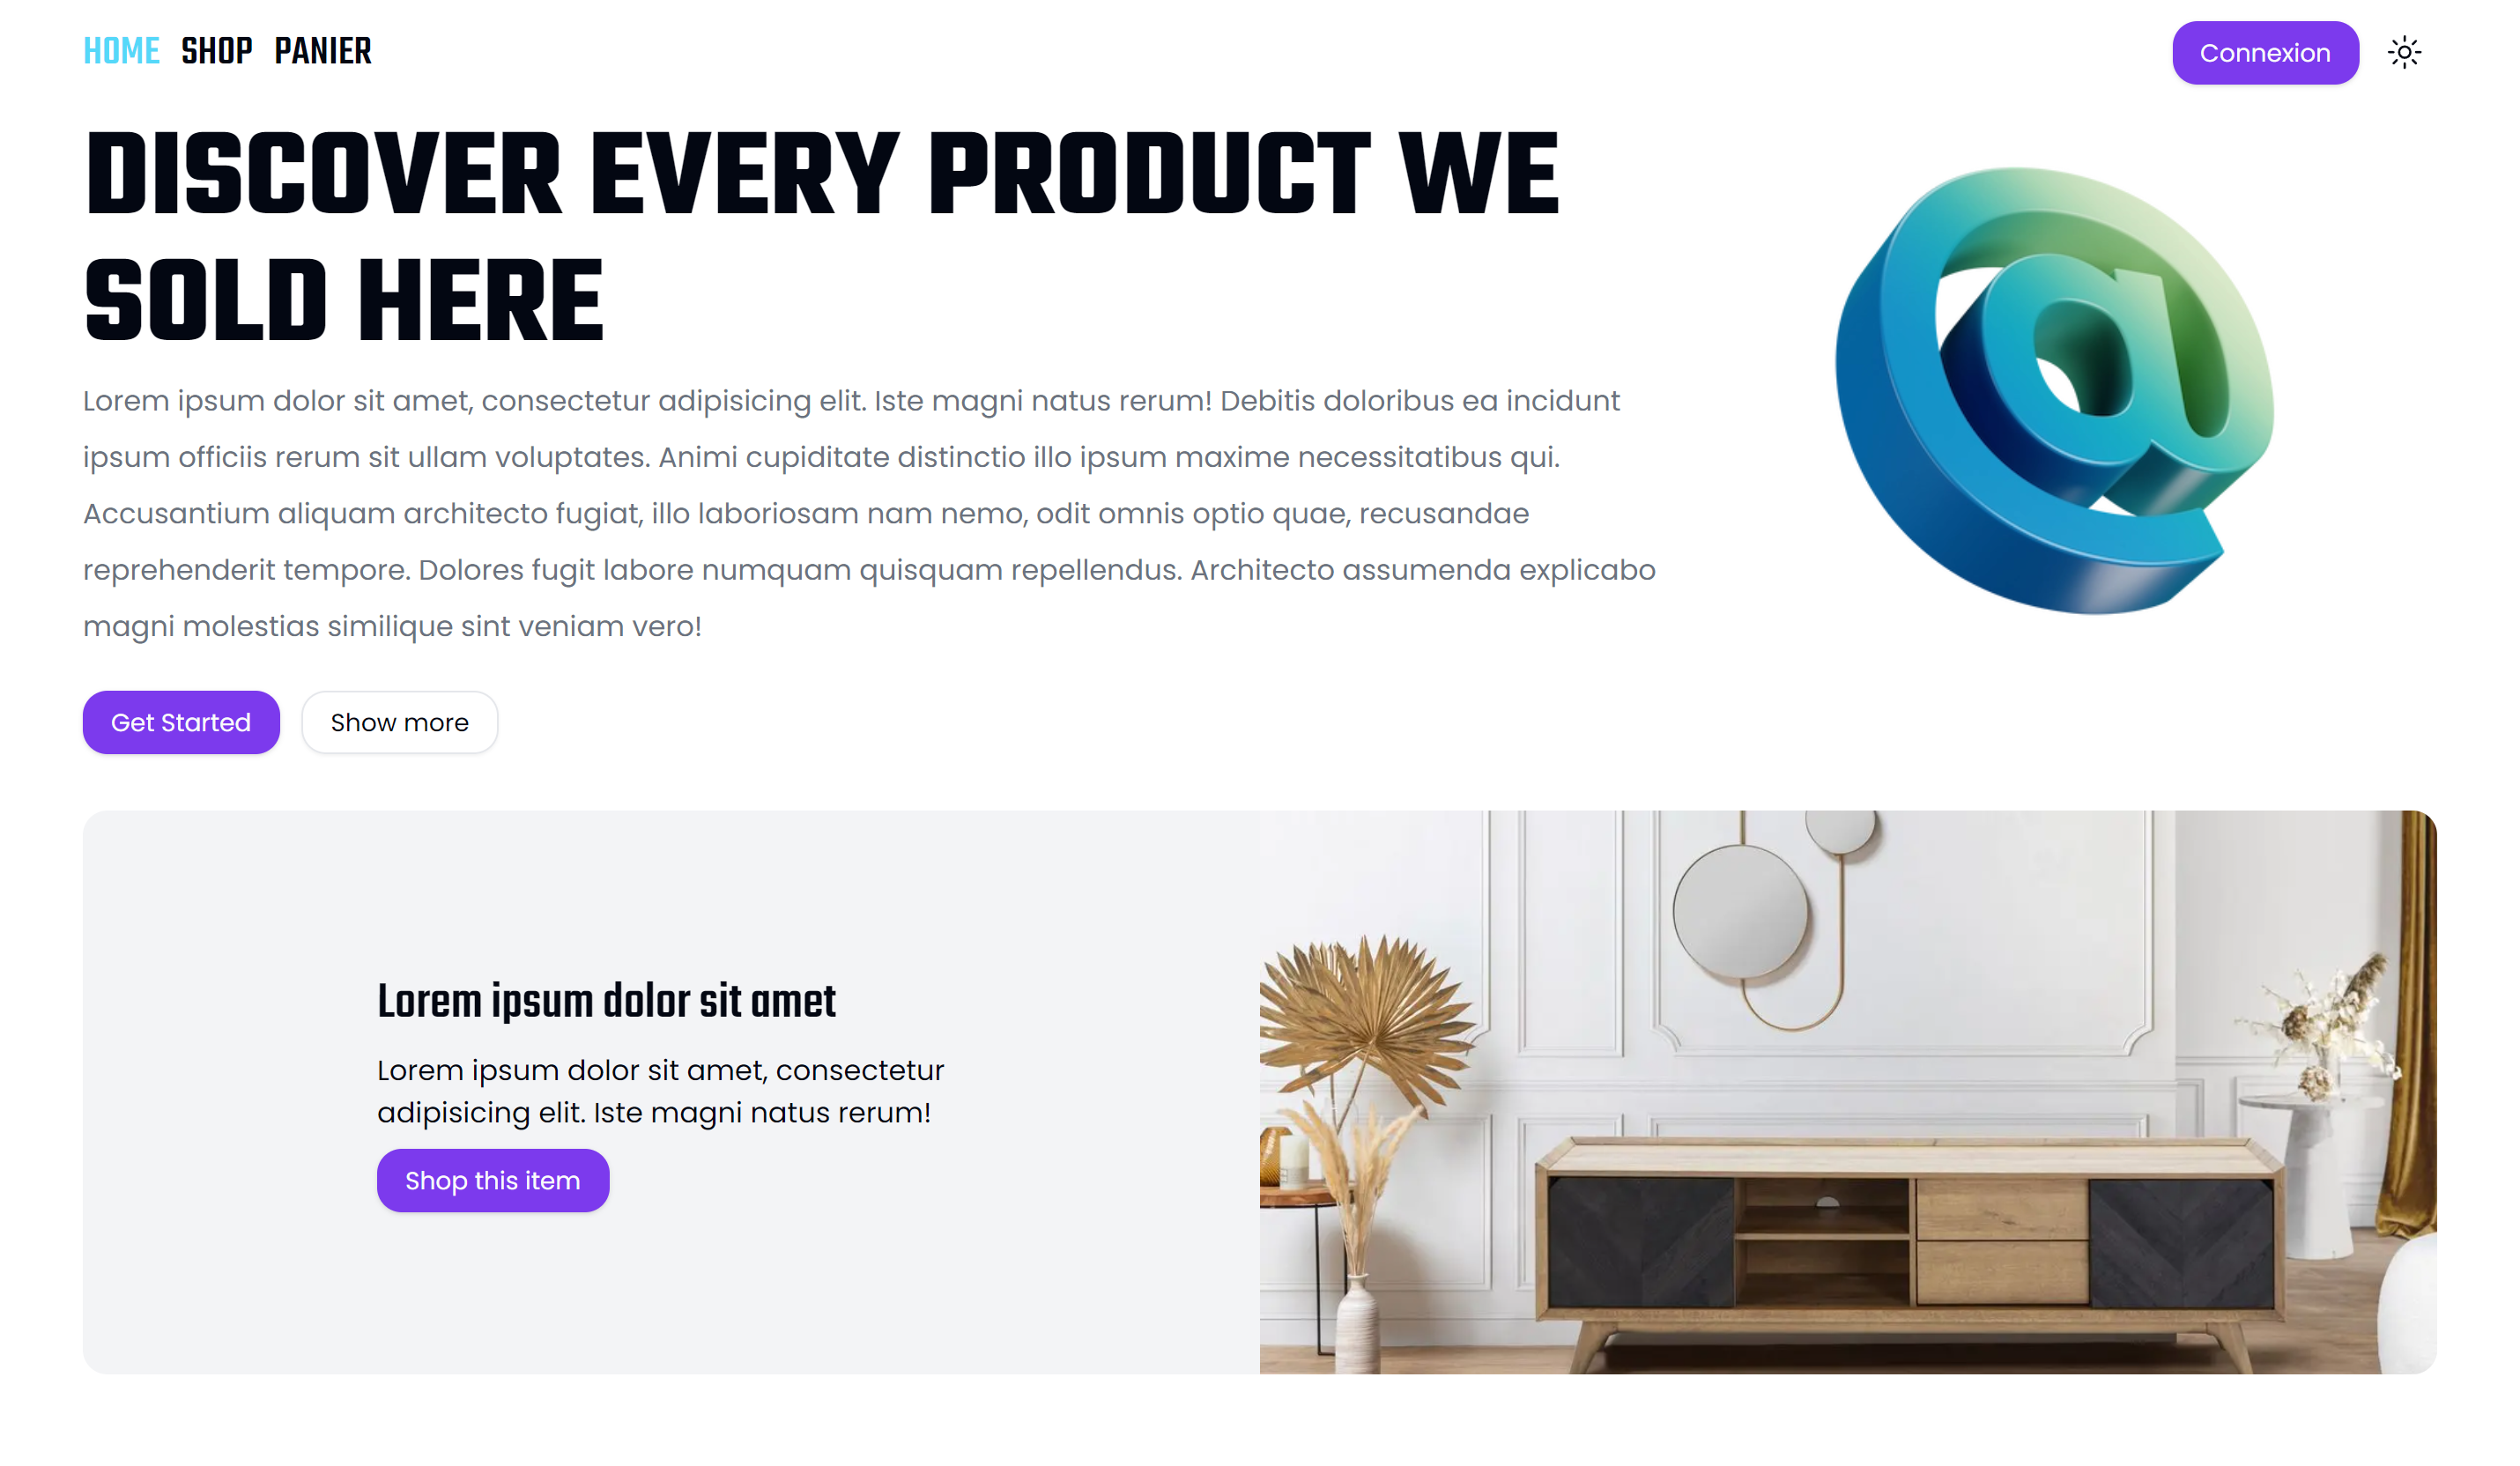 HOME SHOP PANIER
Connexion
DISCOVER EVERY PRODUCT WE
SOLD HERE
Lorem ipsum dolor sit amet, consectetur adipisicing elit. Iste magni natus rerum! Debitis doloribus ea incidunt
ipsum officiis rerum sit ullam voluptates. Animi cupiditate distinctio illo ipsum maxime necessitatibus qui.
Accusantium aliquam architecto fugiat, illo laboriosam nam nemo, odit omnis optio quae, recusandae
reprehenderit tempore. Dolores fugit labore numquam quisquam repellendus. Architecto assumenda explicabo
magni molestias similique sint veniam vero!
Get Started
Show more
Lorem ipsum dolor sit amet
Lorem ipsum dolor sit amet, consectetur
adipisicing elit. Iste magni natus rerum!
Shop this item